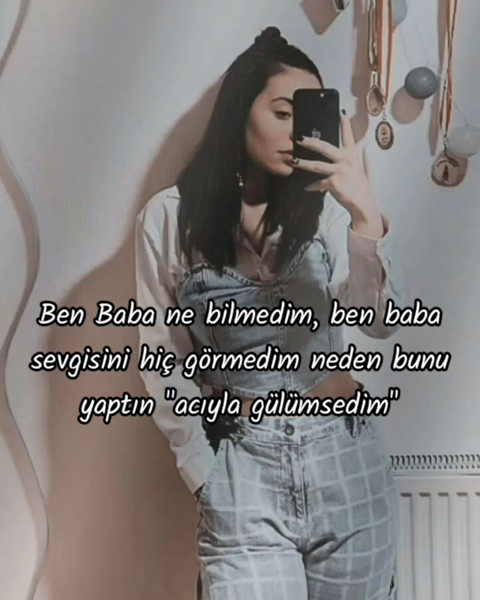 Ben Baba ne bilmedim, ben baba
sevgisini hiç görmedim neden bunu
yaptın "acıyla gülümsedim"